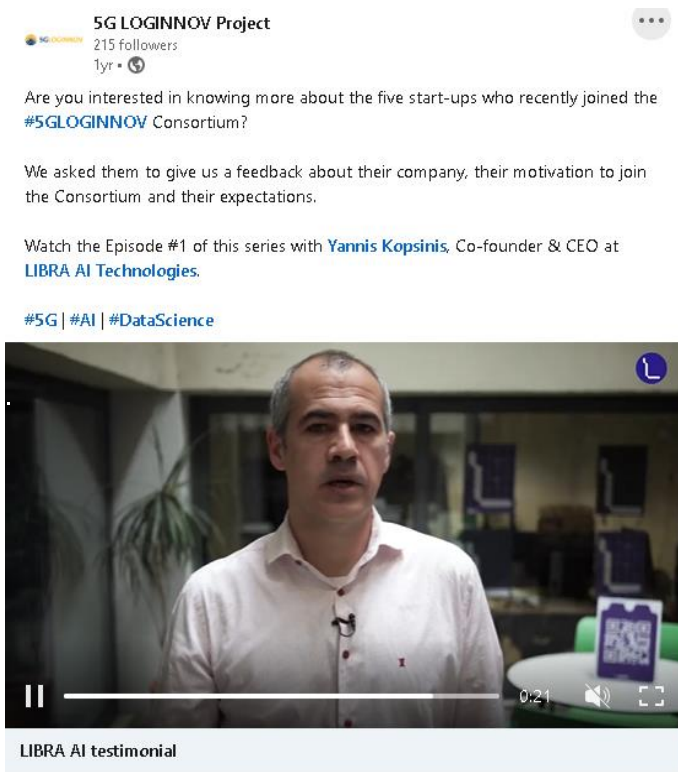 5G LOGINNOV
5G LOGINNOV Project
215 followers
1yr •
Are you interested in knowing more about the five start-ups who recently joined the
#5GLOGINNOV Consortium?
We asked them to give us a feedback about their company, their motivation to join
the Consortium and their expectations.
Watch the Episode #1 of this series with Yannis Kopsinis, Co-founder & CEO at
LIBRA AI Technologies.
#5G | #AI | #DataScience
0:21
LIBRA AI testimonial